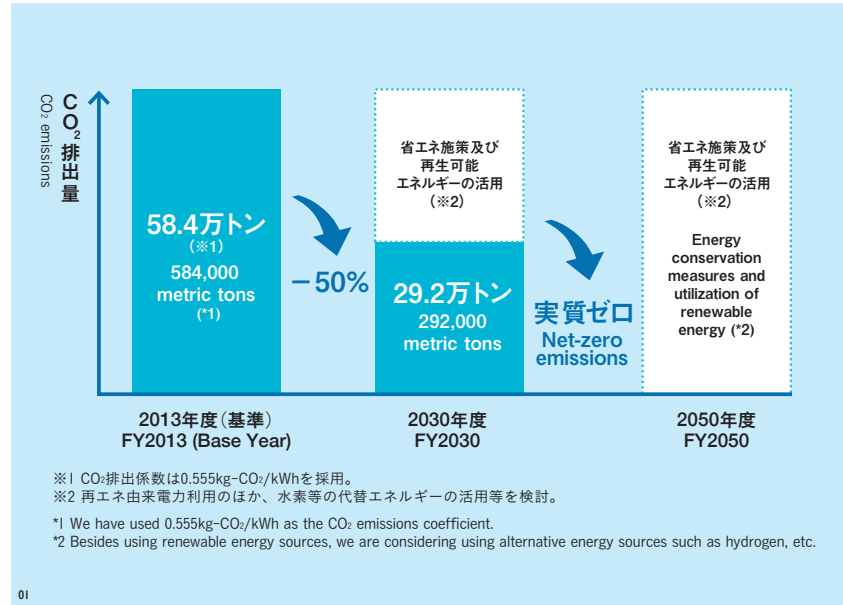 CO₂排出量
CO₂ emissions
58.4万トン
（※1）
584,000
metric tons
(*1)
－50%
省エネ施策及び
再生可能
エネルギーの活用
（※2）
29.2万トン
292,000
metric tons
実質ゼロ
Net-zero
emissions
省エネ施策及び
再生可能
エネルギーの活用
（※2）
Energy
conservation
measures and
utilization of
renewable
energy (*2)
2013年度（基準）
FY2013 (Base Year)
2030年度
FY2030
2050年度
FY2050
※1 CO₂排出係数は0.555kg–CO₂/kWhを採用。
※2 再エネ由来電力利用のほか、水素等の代替エネルギーの活用等を検討。
*1 We have used 0.555kg–CO₂/kWh as the CO₂ emissions coefficient.
*2 Besides using renewable energy sources, we are considering using alternative energy sources such as hydrogen, etc.
01